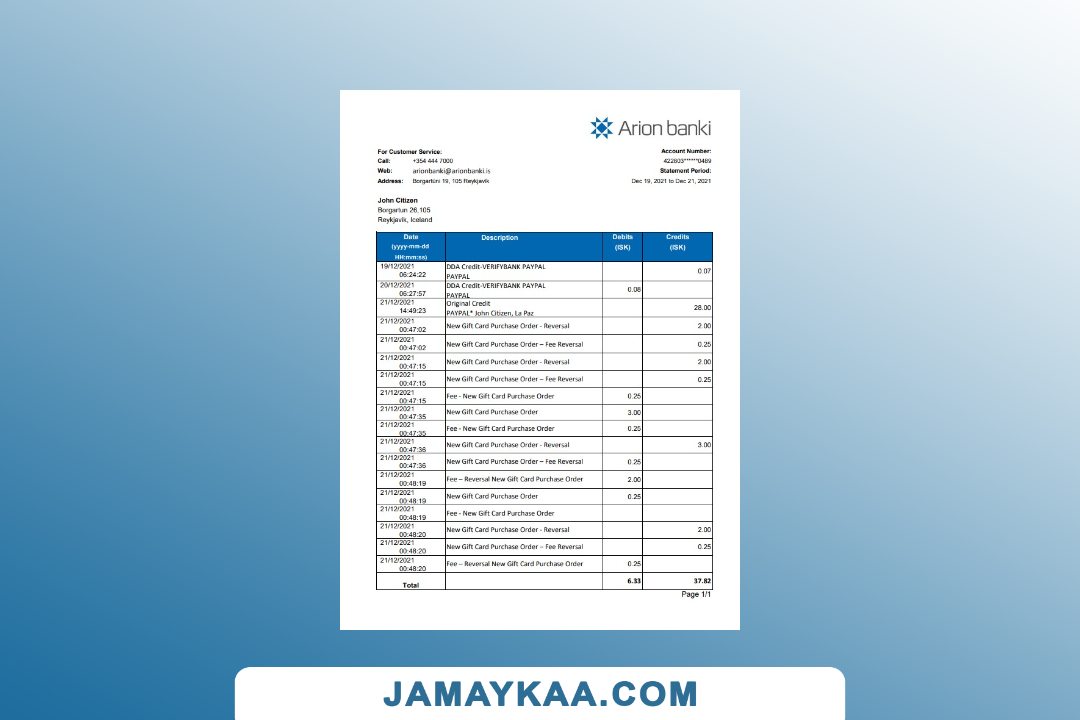 Arion banki
For Customer Service:
Call: +354 444 7000
Web: arionbanki@arionbanki.is
Address: Borgartúni 19, 105 Reykjavík
Account Number:
422603******0489
Statement Period:
Dec 19, 2021 to Dec 21, 2021
John Citizen
Borgartun 26,105
Reykjavik, Iceland
Date (yyyy-mm-dd HH:mm:ss) Description Debits (ISK) Credits (ISK)
19/12/2021 06:24:22 DDA Credit-VERIFYBANK PAYPAL PAYPAL 0.07
20/12/2021 06:27:57 DDA Credit-VERIFYBANK PAYPAL PAYPAL 0.08
21/12/2021 14:49:23 Original Credit PAYPAL* John Citizen, La Paz 28.00
21/12/2021 00:47:02 New Gift Card Purchase Order - Reversal 2.00
21/12/2021 00:47:02 New Gift Card Purchase Order – Fee Reversal 0.25
21/12/2021 00:47:15 New Gift Card Purchase Order - Reversal 2.00
21/12/2021 00:47:15 New Gift Card Purchase Order – Fee Reversal 0.25
21/12/2021 00:47:15 Fee - New Gift Card Purchase Order 0.25
21/12/2021 00:47:35 New Gift Card Purchase Order 3.00
21/12/2021 00:47:35 Fee - New Gift Card Purchase Order 0.25
21/12/2021 00:47:36 New Gift Card Purchase Order - Reversal 3.00
21/12/2021 00:47:36 New Gift Card Purchase Order – Fee Reversal 0.25
21/12/2021 00:48:19 Fee – Reversal New Gift Card Purchase Order 2.00
21/12/2021 00:48:19 New Gift Card Purchase Order 0.25
21/12/2021 00:48:19 Fee - New Gift Card Purchase Order
21/12/2021 00:48:20 New Gift Card Purchase Order - Reversal 2.00
21/12/2021 00:48:20 New Gift Card Purchase Order – Fee Reversal 0.25
21/12/2021 00:48:20 Fee – Reversal New Gift Card Purchase Order 0.25
Total 6.33 37.82
Page 1/1
JAMAYKAA.COM